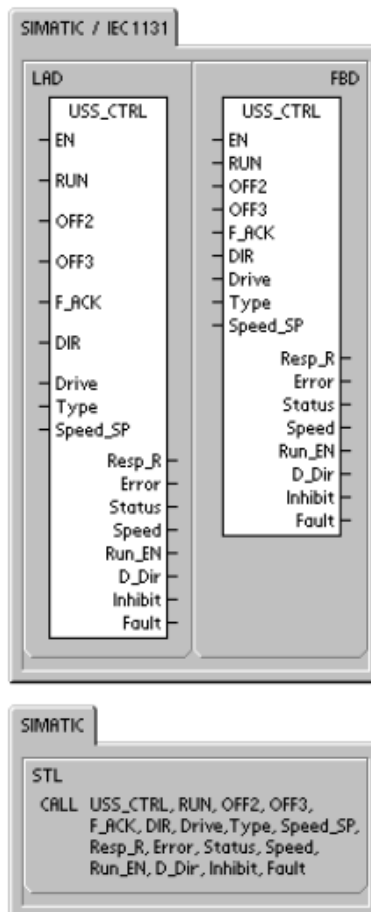 SIMATIC / IEC1131
LAD
USS_CTRL
EN
RUN
OFF2
OFF3
F_ACK
DIR
Drive
Type
Speed_SP
Resp_R
Error
Status
Speed
Run_EN
D_Dir
Inhibit
Fault
FBD
USS_CTRL
EN
RUN
OFF2
OFF3
F_ACK
DIR
Drive
Type
Speed_SP
Resp_R
Error
Status
Speed
Run_EN
D_Dir
Inhibit
Fault
SIMATIC
STL
CALL USS_CTRL, RUN, OFF2, OFF3,
F_ACK, DIR, Drive,Type, Speed_SP,
Resp_R, Error, Status, Speed,
Run_EN, D_Dir, Inhibit, Fault